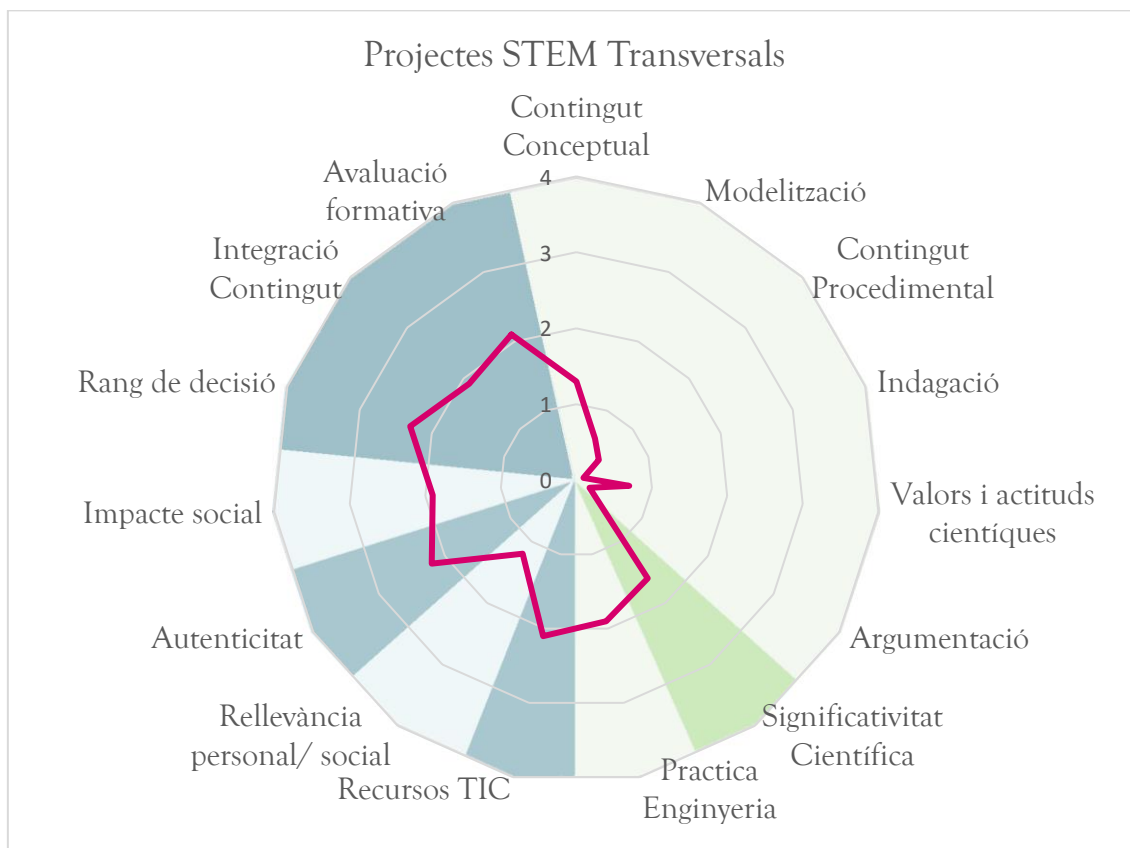 Projectes STEM Transversals
Contingut
Conceptual
Modelització
Contingut
Procedimental
Indagació
Valors i actituds
científiques
Argumentació
Significativitat
Científica
Practica
Enginyeria
Recursos TIC
Rellevància
personal/ social
Autenticitat
Impacte social
Rang de decisió
Integració
Contingut
Avaluació
formativa
4
3
2
1
0